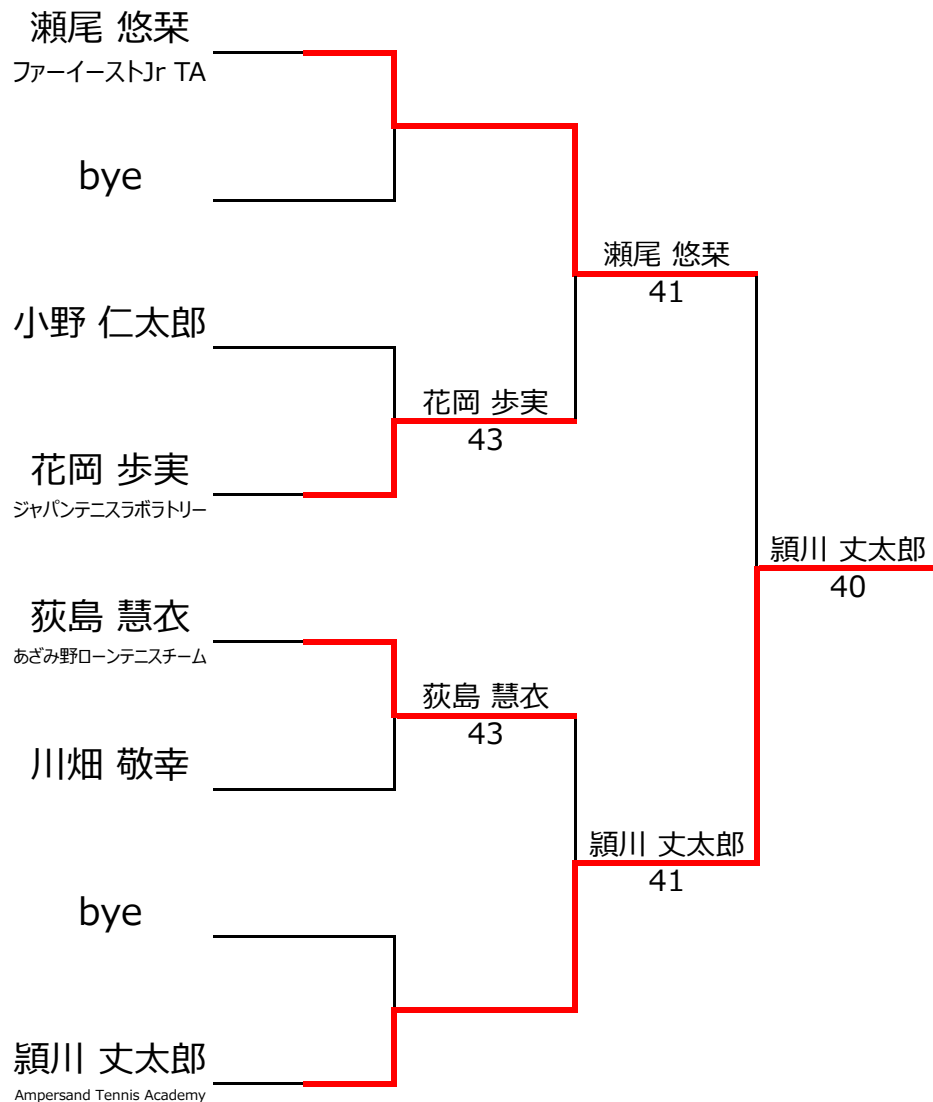 瀬尾 悠栞
ファーイーストJr TA
bye
小野 仁太郎
花岡 歩実
ジャパンテニスラボラトリー
荻島 慧衣
あざみ野ローンテニスチーム
川畑 敬幸
bye
頴川 丈太郎
Ampersand Tennis Academy
花岡 歩実
43
荻島 慧衣
43
瀬尾 悠栞
41
頴川 丈太郎
41
頴川 丈太郎
40